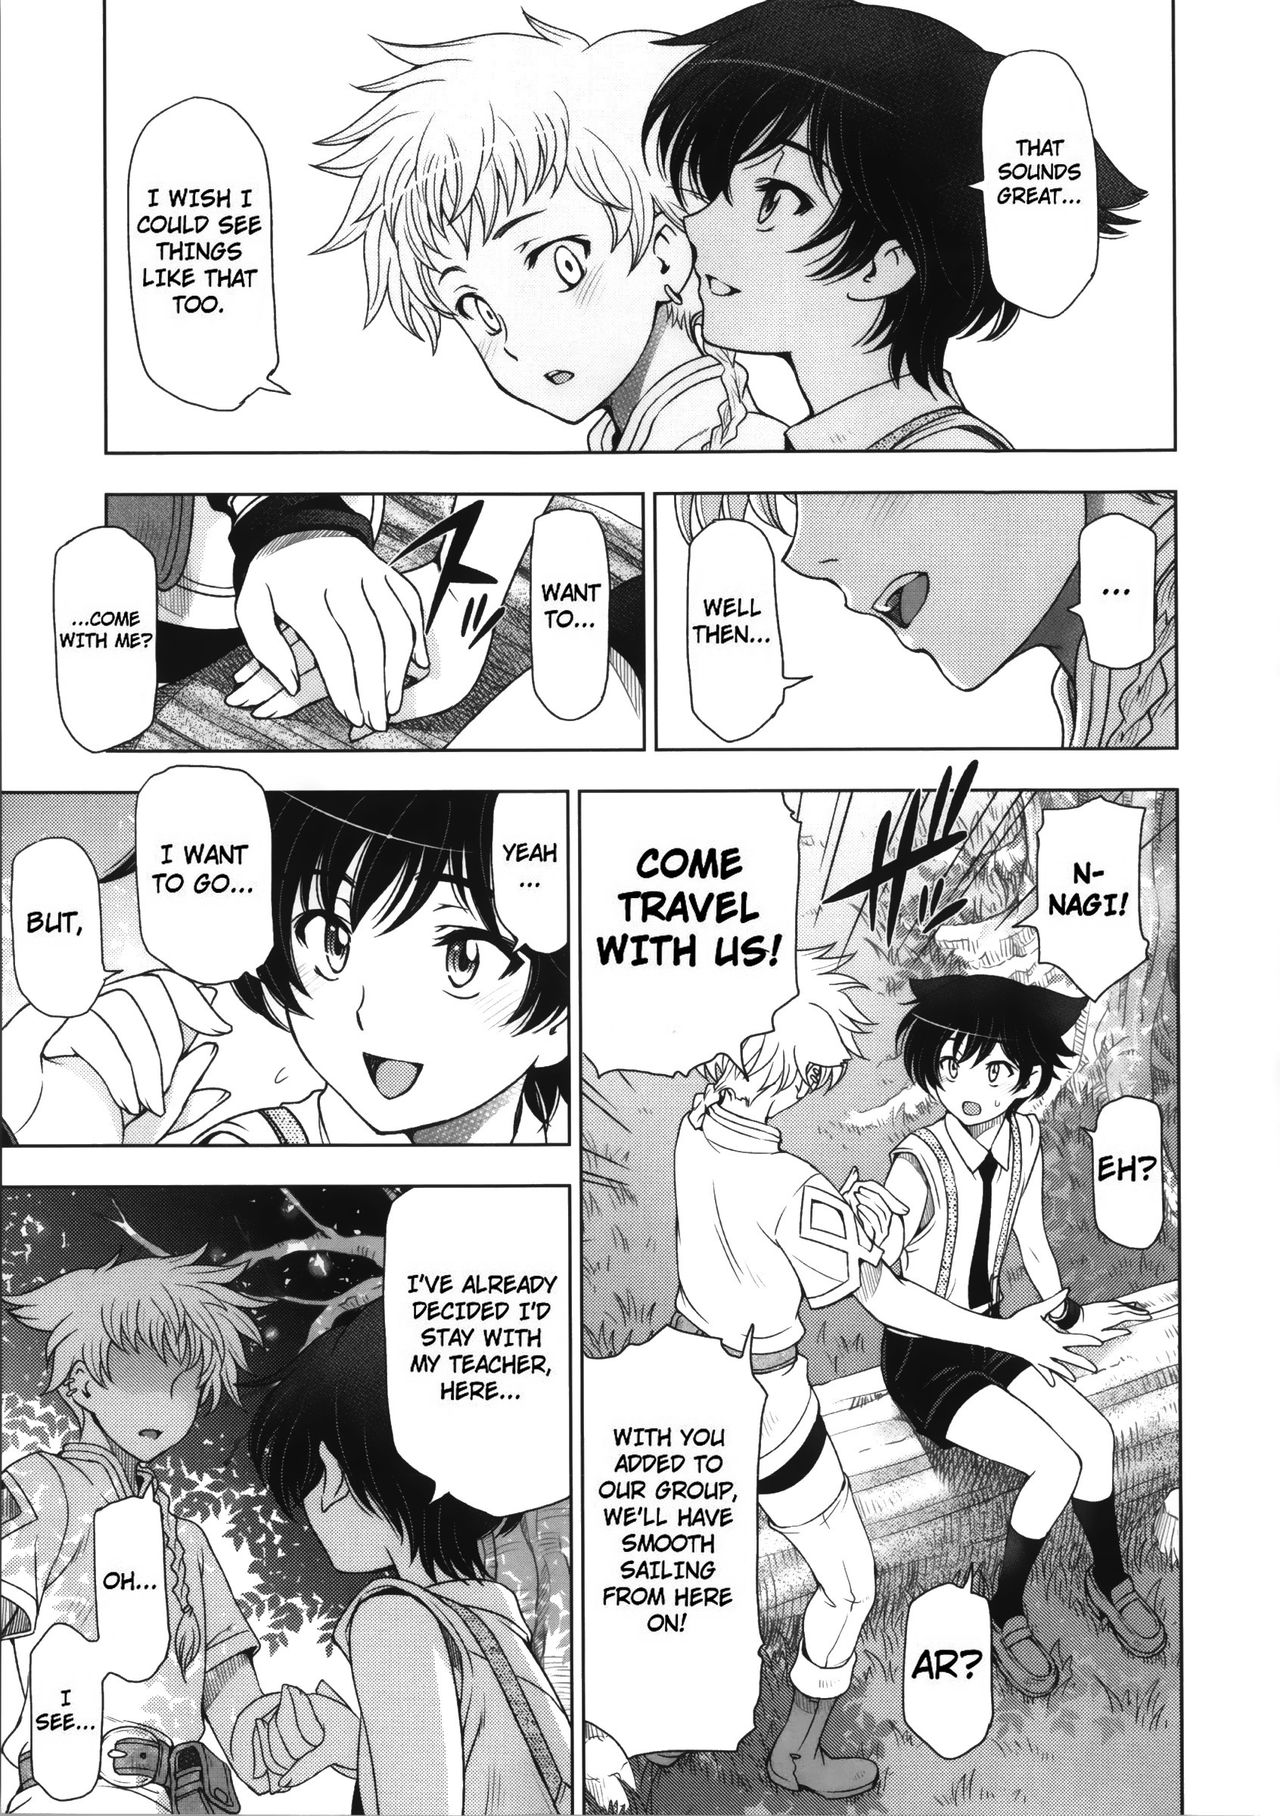 THAT
SOUNDS
GREAT...
I WISH I
COULD SEE
THINGS
LIKE THAT
TOO.
...
WELL
THEN...
WANT
TO...
...COME
WITH ME?
N-
NAGI!
COME
TRAVEL
WITH US!
EH?
WITH YOU
ADDED TO
OUR GROUP,
WE'LL HAVE
SMOOTH
SAILING
FROM HERE
ON!
AR?
YEAH
...
I WANT
TO GO...
BUT,
I'VE ALREADY
DECIDED I'D
STAY WITH
MY TEACHER,
HERE...
OH...
I
SEE...